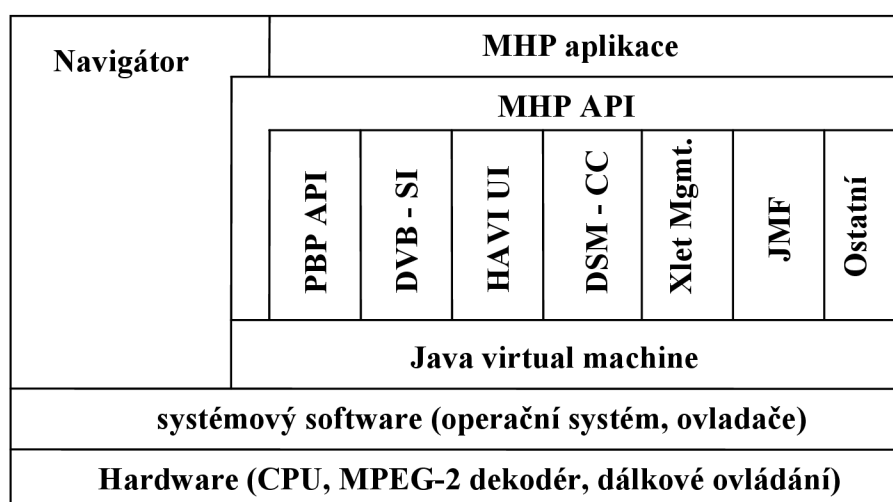 Navigátor
MHP aplikace
MHP API
PBP API
DVB - SI
HAVI UI
DSM - CC
Xlet Mgmt.
JMF
Ostatní
Java virtual machine
systémový software (operační systém, ovladače)
Hardware (CPU, MPEG-2 dekodér, dálkové ovládání)